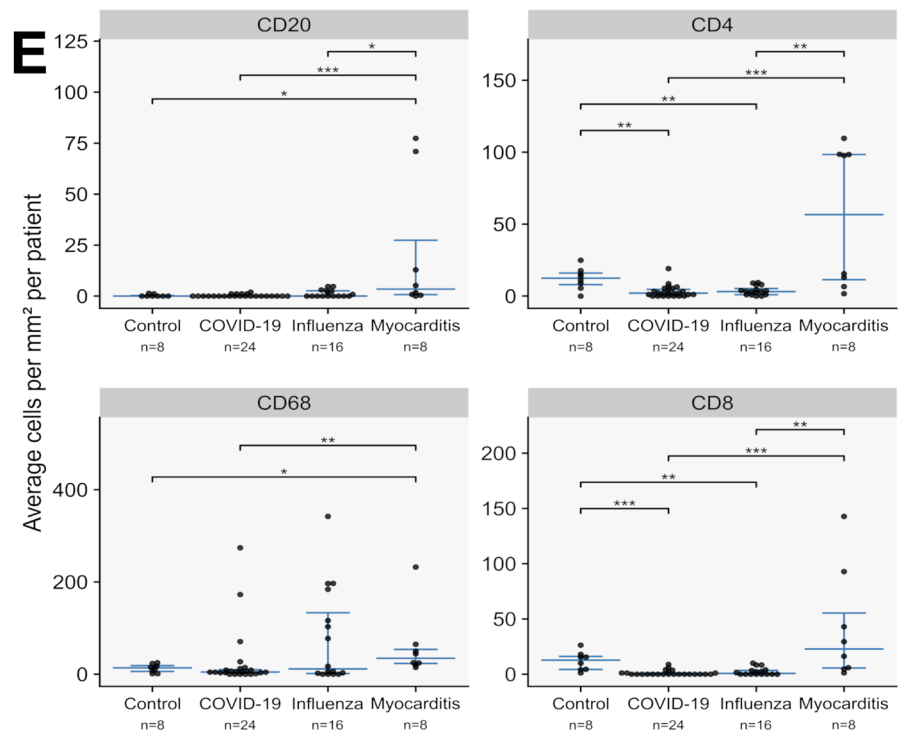 E
Average cells per mm² per patient
CD20
125
100
75
50
25
0
*
***
*
Control COVID-19 Influenza Myocarditis
n=8 n=24 n=16 n=8
CD4
150
100
50
0
**
***
**
**
Control COVID-19 Influenza Myocarditis
n=8 n=24 n=16 n=8
CD68
400
200
0
**
*
Control COVID-19 Influenza Myocarditis
n=8 n=24 n=16 n=8
CD8
200
150
100
50
0
**
***
**
***
Control COVID-19 Influenza Myocarditis
n=8 n=24 n=16 n=8